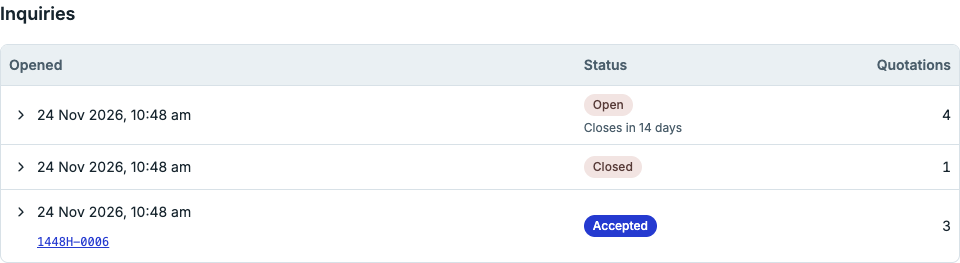 Inquiries
Opened Status Quotations
24 Nov 2026, 10:48 am Open 4
Closes in 14 days
24 Nov 2026, 10:48 am Closed 1
24 Nov 2026, 10:48 am Accepted 3
1448H-0006